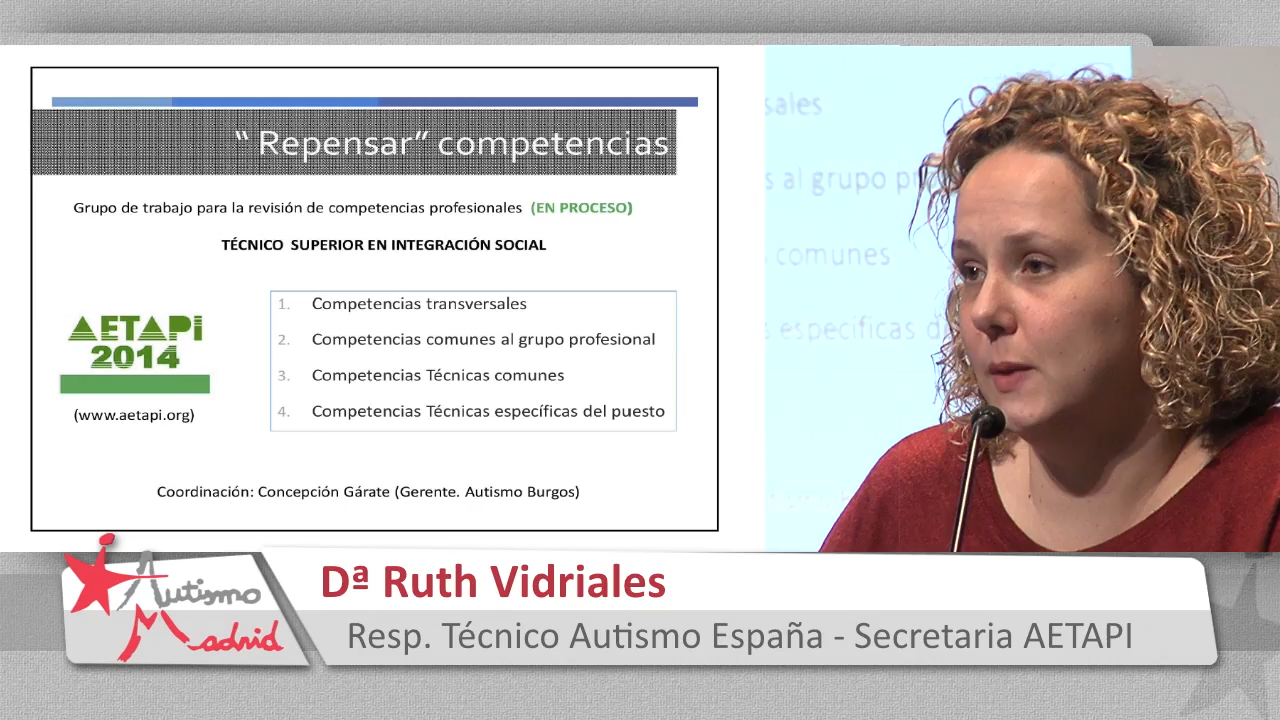 “ Repensar” competencias
Grupo de trabajo para la revisión de competencias profesionales (EN PROCESO)
TÉCNICO SUPERIOR EN INTEGRACIÓN SOCIAL
1. Competencias transversales
2. Competencias comunes al grupo profesional
3. Competencias Técnicas comunes
4. Competencias Técnicas específicas del puesto
AETAPI
2014
(www.aetapi.org)
Coordinación: Concepción Gárate (Gerente. Autismo Burgos)
al grupo
comunes
específicas
Autismo
Madrid
Dª Ruth Vidriales
Resp. Técnico Autismo España - Secretaria AETAPI